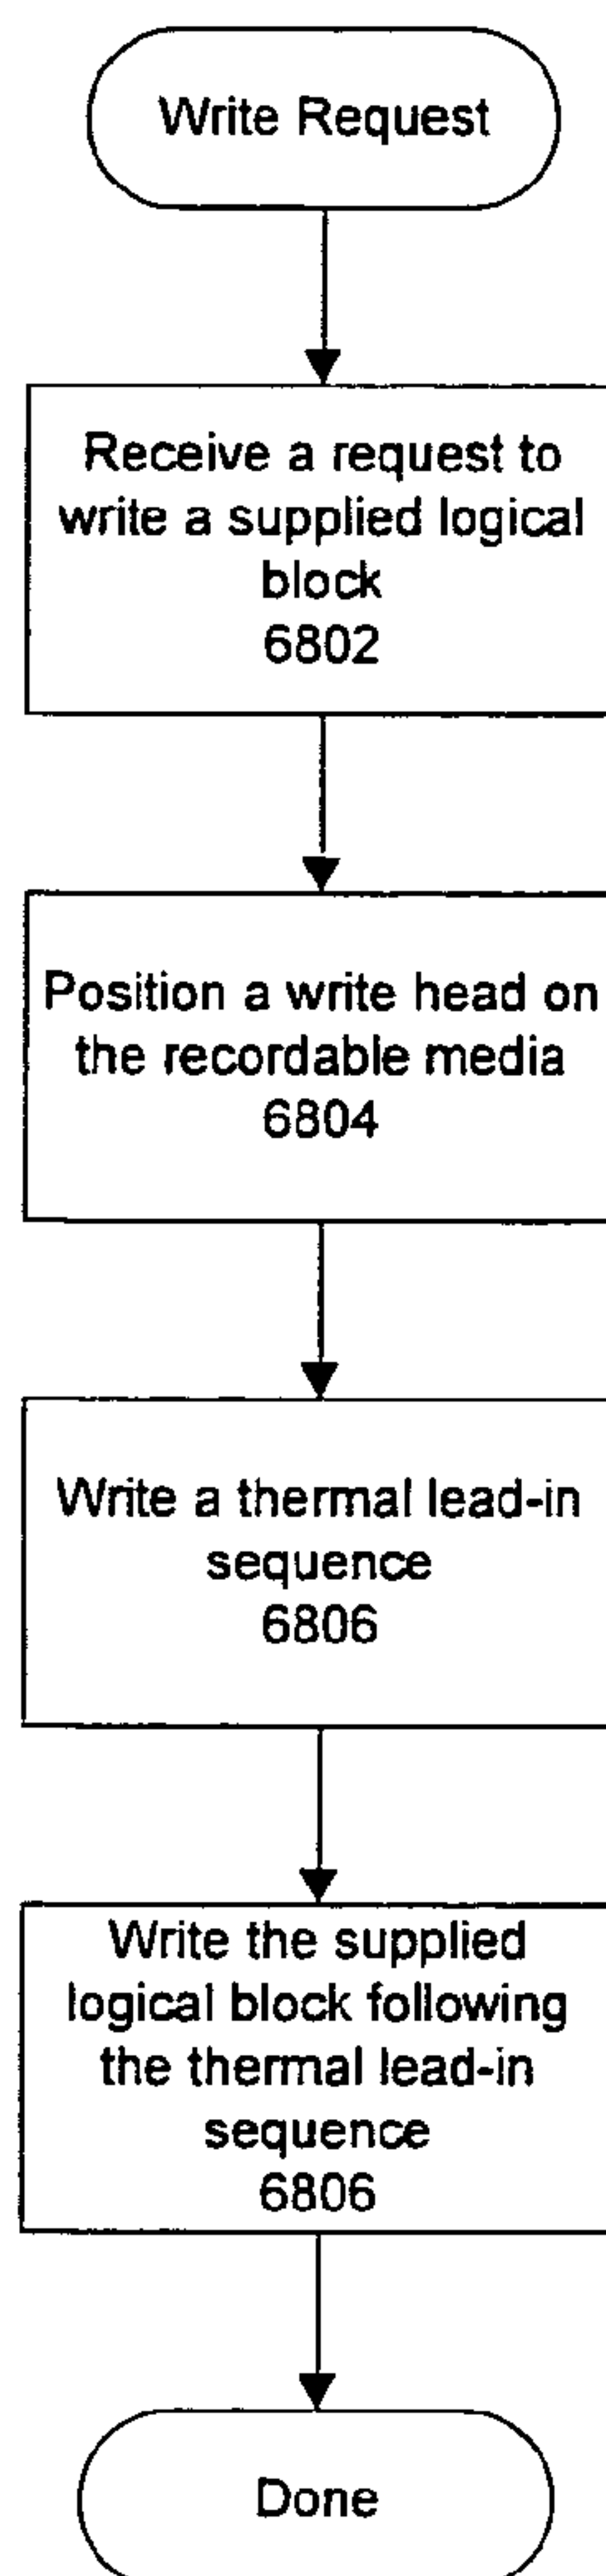 Write Request
Receive a request to
write a supplied logical
block
6802
Position a write head on
the recordable media
6804
Write a thermal lead-in
sequence
6806
Write the supplied
logical block following
the thermal lead-in
sequence
6806
Done